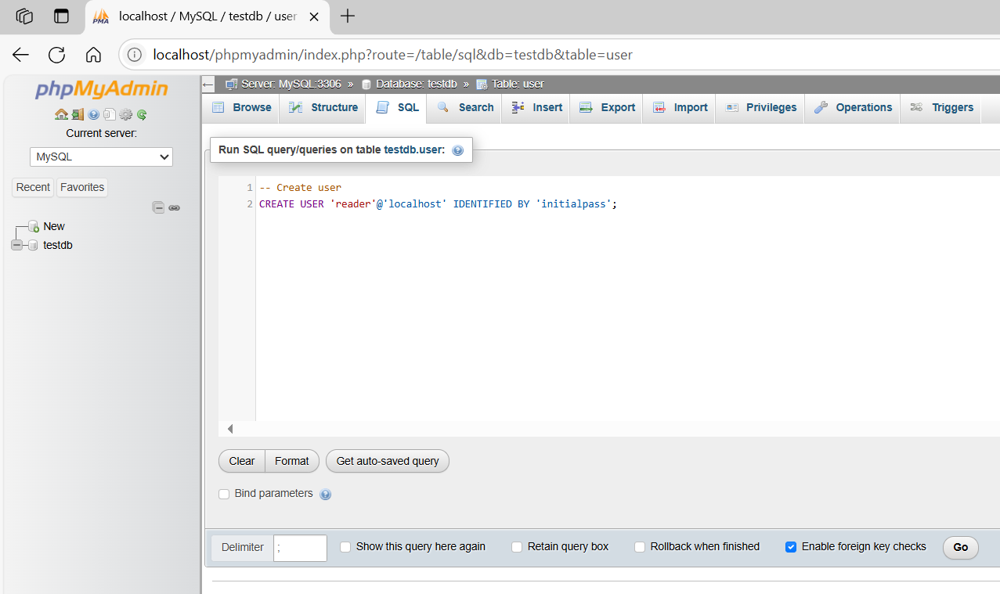 localhost / MySQL / testdb / user
localhost/phpmyadmin/index.php?route=/table/sql&db=testdb&table=user
phpMyAdmin
Current server:
MySQL
Recent Favorites
New
testdb
Server: MySQL:3306 » Database: testdb » Table: user
Browse Structure SQL Search Insert Export Import Privileges Operations Triggers
Run SQL query/queries on table testdb.user:
1 -- Create user
2 CREATE USER 'reader'@'localhost' IDENTIFIED BY 'initialpass';
Clear Format Get auto-saved query
Bind parameters
Delimiter ; Show this query here again Retain query box Rollback when finished Enable foreign key checks Go